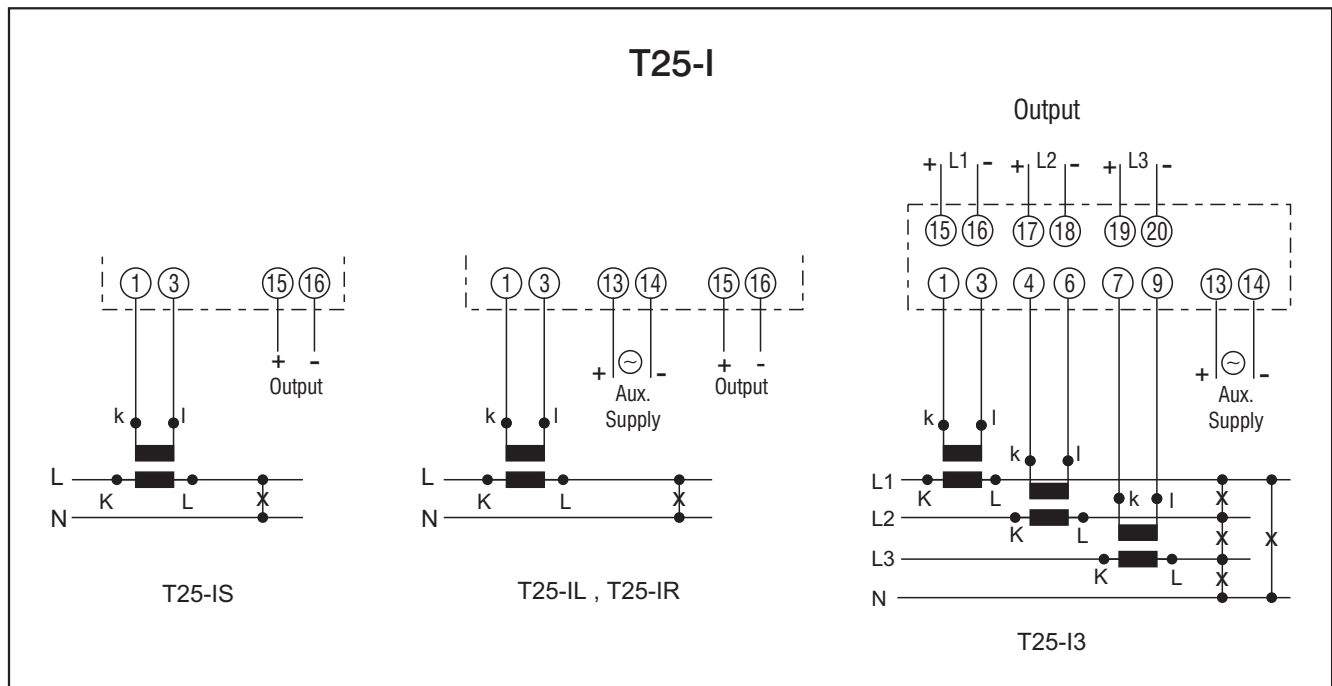 T25-I
1 3 15 16
+ -
Output
k l
L
K L
N X
T25-IS
1 3 13 14 15 16
+ ~ - + -
Aux. Supply
Output
k l
L
K L
N X
T25-IL , T25-IR
Output
+ L1 - + L2 - + L3 -
15 16 17 18 19 20
1 3 4 6 7 9 13 14
+ ~ -
Aux.
Supply
k l
k l
L1
K L k l X
L2
K L X X
L3
K L X
N
T25-I3